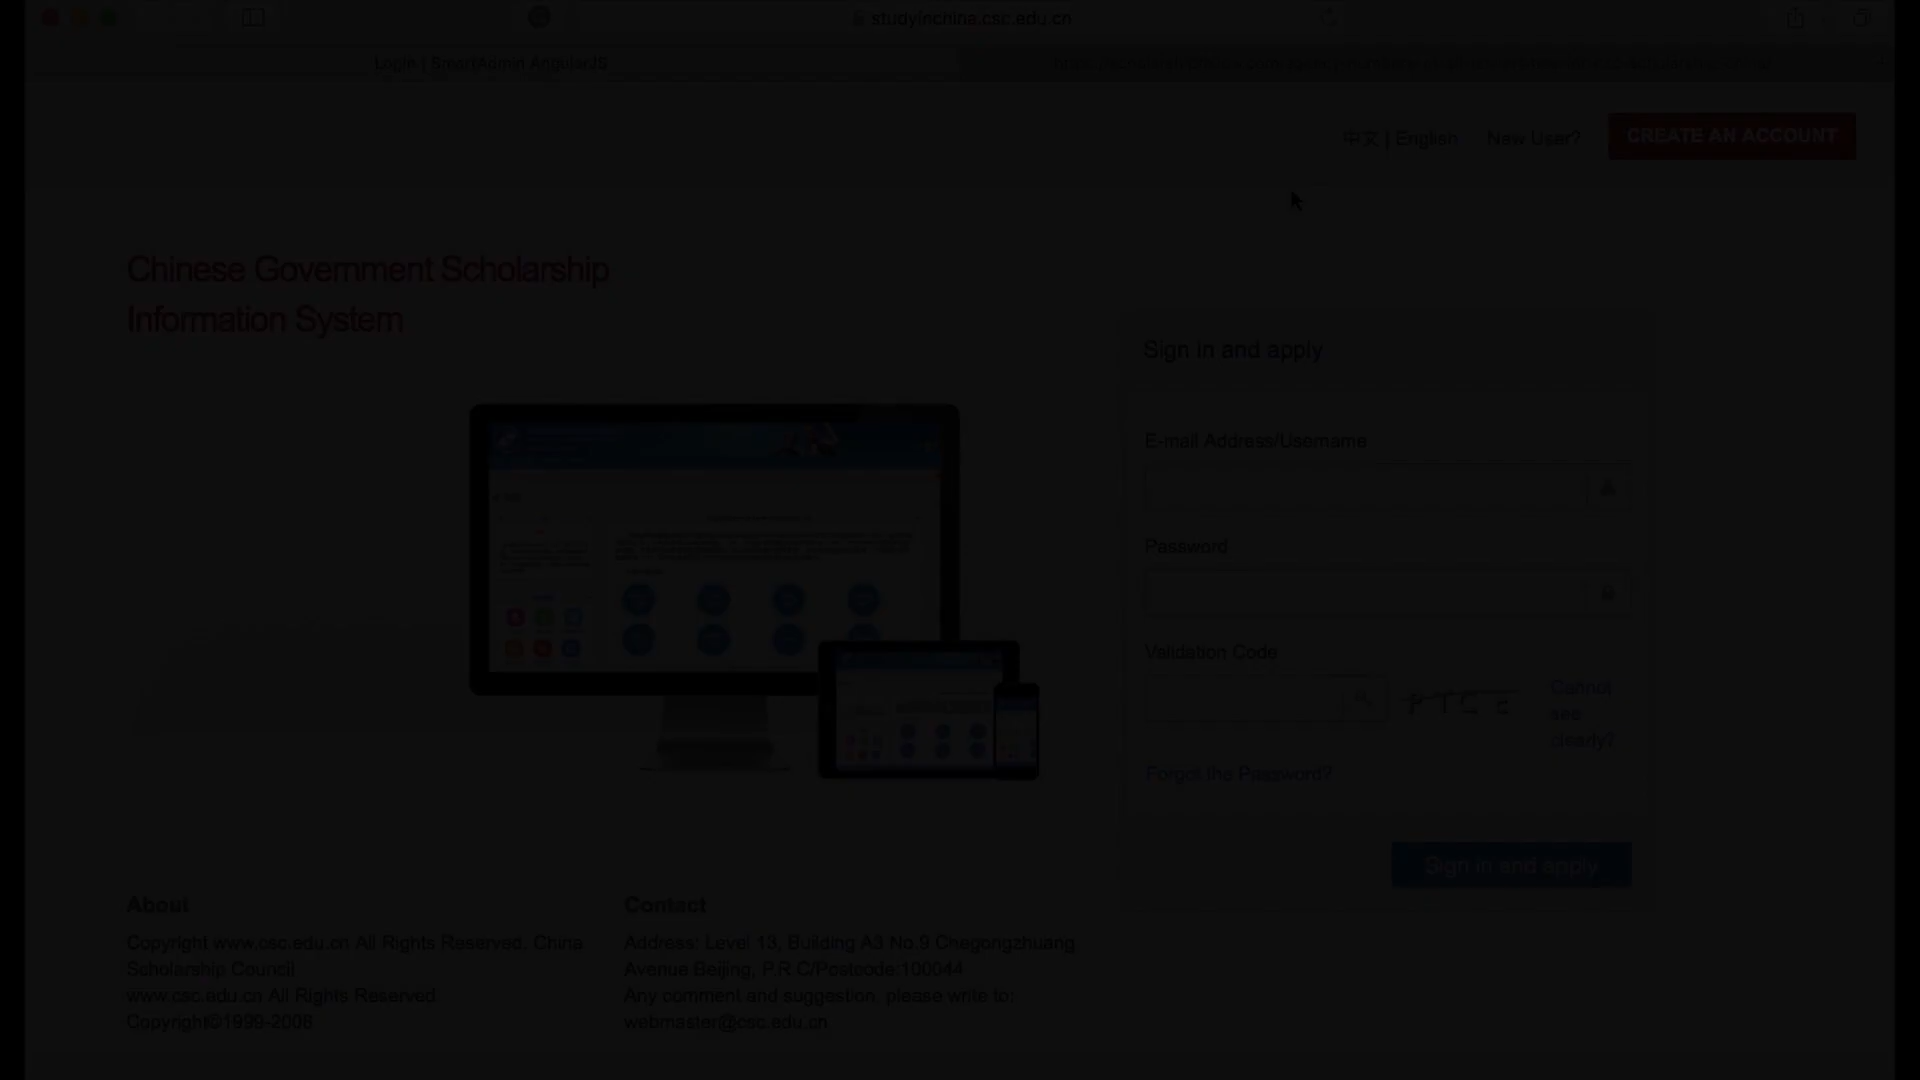 studyinchina.csc.edu.cn
Login | SmartAdmin AngularJS
中文 | English New User? CREATE AN ACCOUNT
Chinese Government Scholarship
Information System
Sign in and apply
E-mail Address/Username
Password
Validation Code
Cannot
see
clearly?
Forgot the Password?
Sign in and apply
About
Copyright www.csc.edu.cn All Rights Reserved. China
Scholarship Council
www.csc.edu.cn All Rights Reserved
Copyright©1999-2008
Contact
Address: Level 13, Building A3 No.9 Chegongzhuang
Avenue Beijing, P.R.C/Postcode:100044
Any comment and suggestion, please write to:
webmaster@csc.edu.cn